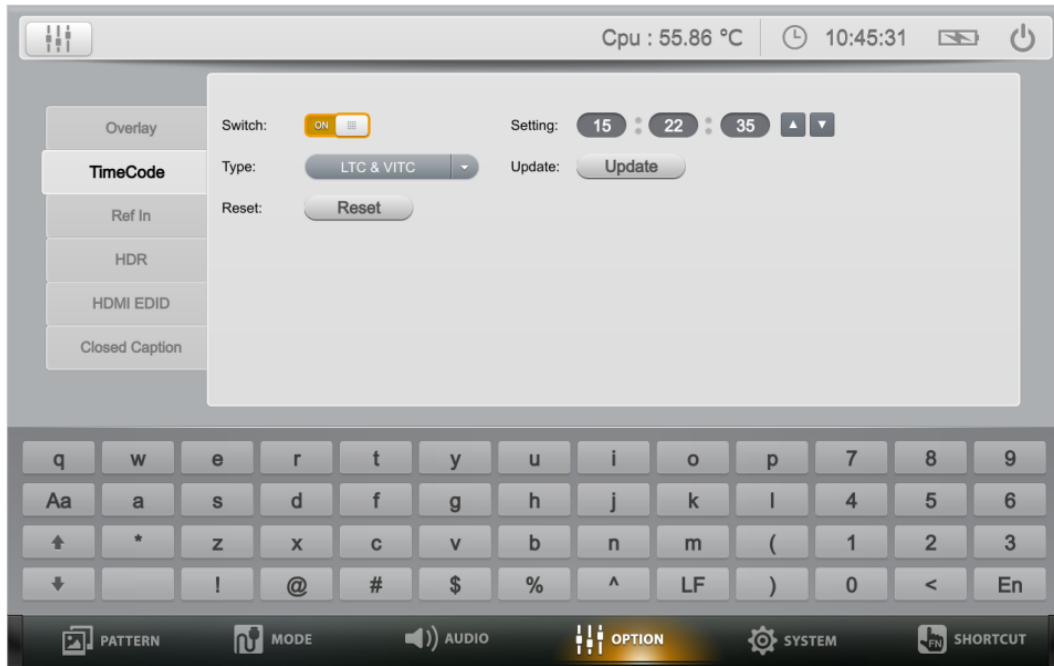 Cpu : 55.86 °C 10:45:31
Overlay
TimeCode
Ref In
HDR
HDMI EDID
Closed Caption
Switch: ON Setting: 15 : 22 : 35
Type: LTC & VITC Update: Update
Reset: Reset
q w e r t y u i o p 7 8 9
Aa a s d f g h j k l 4 5 6
* z x c v b n m ( 1 2 3
! @ # $ % ^ LF ) 0 < En
PATTERN MODE AUDIO OPTION SYSTEM FN SHORTCUT